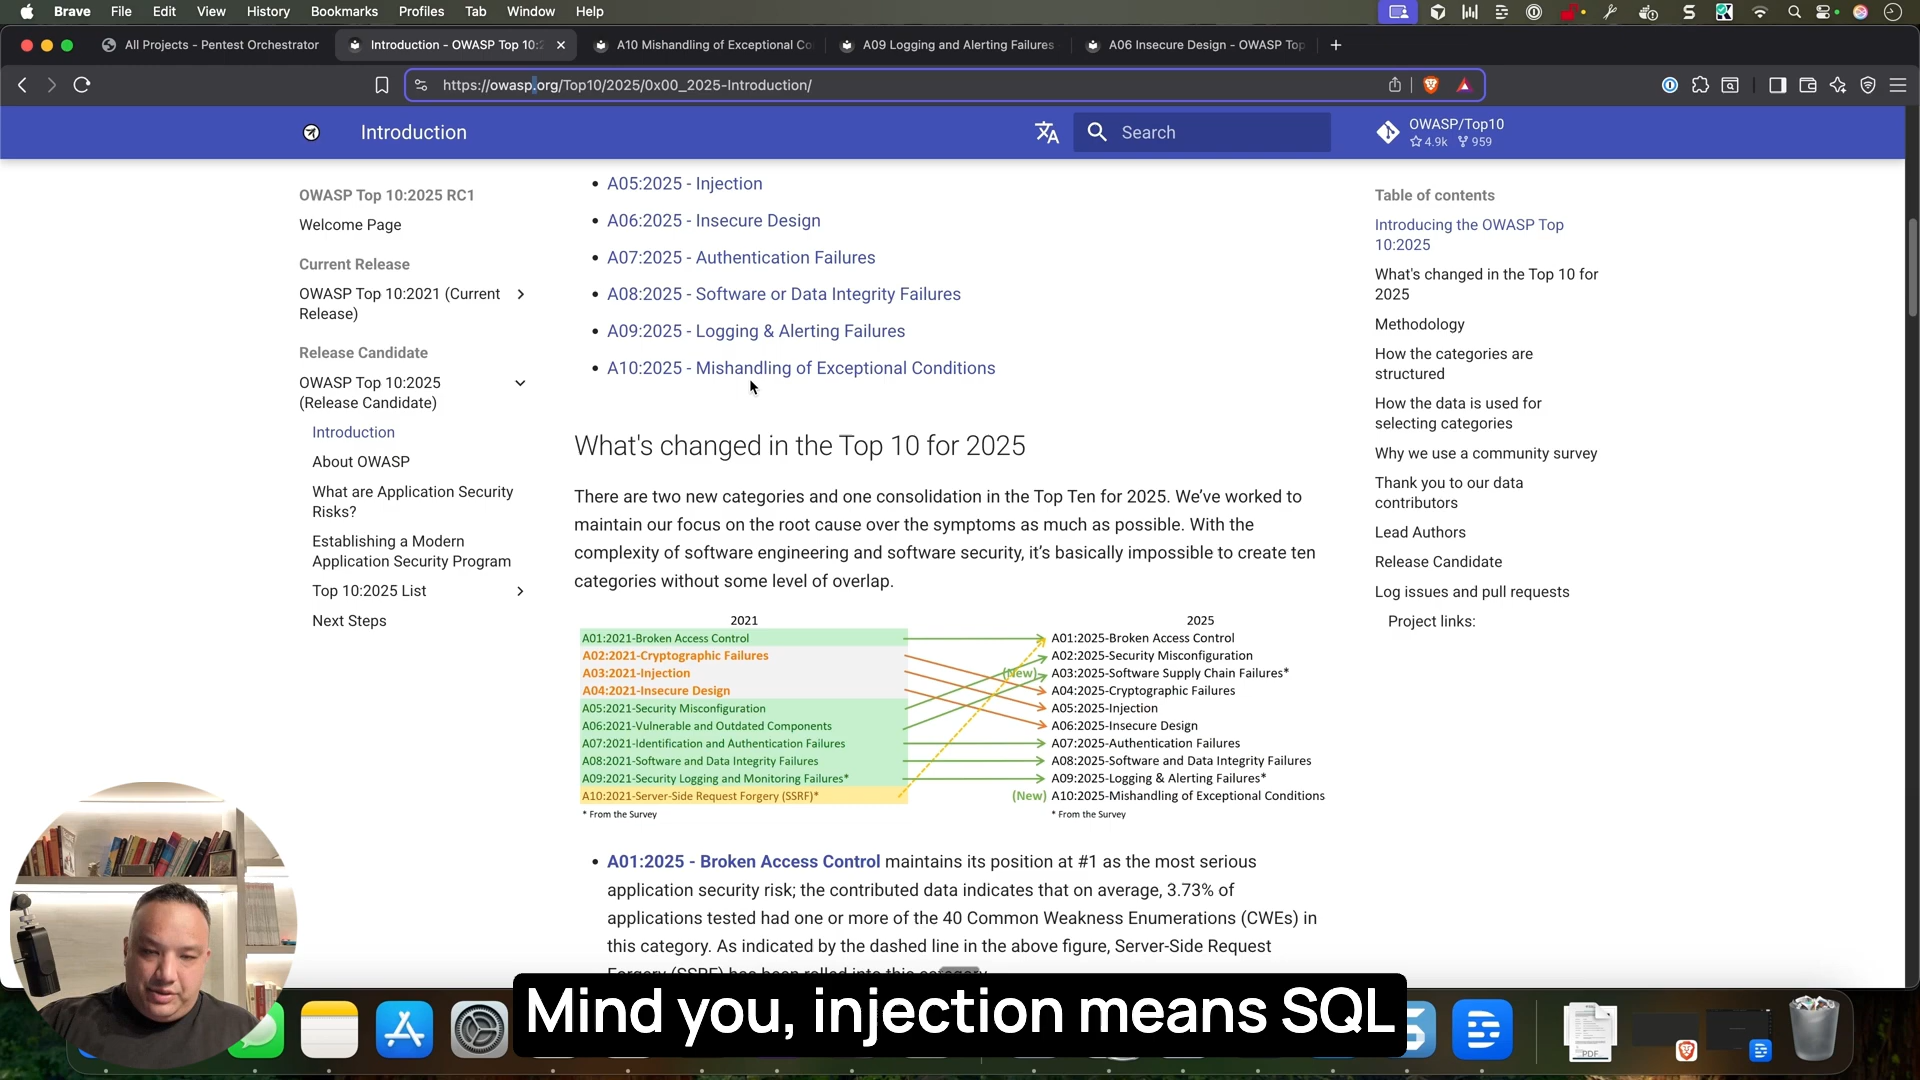 Brave File Edit View History Bookmarks Profiles Tab Window Help
All Projects - Pentest Orchestrator
Introduction - OWASP Top 10:2
A10 Mishandling of Exceptional Co
A09 Logging and Alerting Failures
A06 Insecure Design - OWASP Top
https://owasp.org/Top10/2025/0x00_2025-Introduction/
Introduction
Search
OWASP/Top10
4.9k 959
OWASP Top 10:2025 RC1
Welcome Page
Current Release
OWASP Top 10:2021 (Current
Release)
Release Candidate
OWASP Top 10:2025
(Release Candidate)
Introduction
About OWASP
What are Application Security
Risks?
Establishing a Modern
Application Security Program
Top 10:2025 List
Next Steps
A05:2025 - Injection
A06:2025 - Insecure Design
A07:2025 - Authentication Failures
A08:2025 - Software or Data Integrity Failures
A09:2025 - Logging & Alerting Failures
A10:2025 - Mishandling of Exceptional Conditions
What's changed in the Top 10 for 2025
There are two new categories and one consolidation in the Top Ten for 2025. We've worked to
maintain our focus on the root cause over the symptoms as much as possible. With the
complexity of software engineering and software security, it's basically impossible to create ten
categories without some level of overlap.
2021
A01:2021-Broken Access Control
A02:2021-Cryptographic Failures
A03:2021-Injection
A04:2021-Insecure Design
A05:2021-Security Misconfiguration
A06:2021-Vulnerable and Outdated Components
A07:2021-Identification and Authentication Failures
A08:2021-Software and Data Integrity Failures
A09:2021-Security Logging and Monitoring Failures*
A10:2021-Server-Side Request Forgery (SSRF)*
* From the Survey
2025
A01:2025-Broken Access Control
A02:2025-Security Misconfiguration
(New) A03:2025-Software Supply Chain Failures*
A04:2025-Cryptographic Failures
A05:2025-Injection
A06:2025-Insecure Design
A07:2025-Authentication Failures
A08:2025-Software and Data Integrity Failures
A09:2025-Logging & Alerting Failures*
(New) A10:2025-Mishandling of Exceptional Conditions
* From the Survey
A01:2025 - Broken Access Control maintains its position at #1 as the most serious
application security risk; the contributed data indicates that on average, 3.73% of
applications tested had one or more of the 40 Common Weakness Enumerations (CWEs) in
this category. As indicated by the dashed line in the above figure, Server-Side Request
Forgery (SSRF) has been rolled into this category.
Table of contents
Introducing the OWASP Top
10:2025
What's changed in the Top 10 for
2025
Methodology
How the categories are
structured
How the data is used for
selecting categories
Why we use a community survey
Thank you to our data
contributors
Lead Authors
Release Candidate
Log issues and pull requests
Project links:
Mind you, injection means SQL
PDF